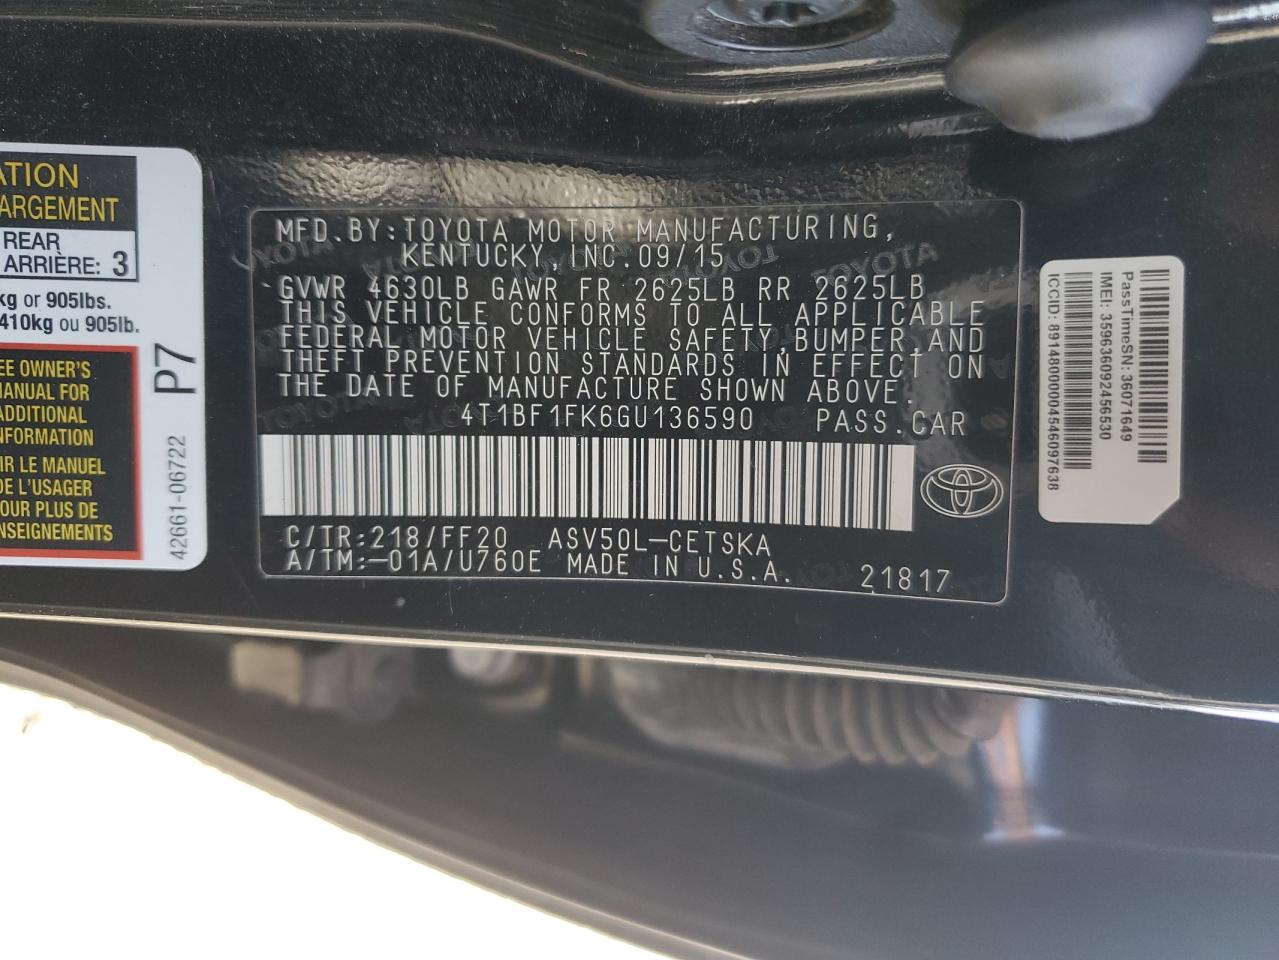 ATION
ARGEMENT
REAR
ARRIÈRE: 3
kg or 905lbs.
410kg ou 905lb.
EE OWNER'S
MANUAL FOR
ADDITIONAL
INFORMATION
IR LE MANUEL
DE L'USAGER
OUR PLUS DE
NSEIGNEMENTS
P7
42661-06722
MFD.BY:TOYOTA MOTOR MANUFACTURING,
KENTUCKY, INC.09/15
GVWR 4630LB GAWR FR 2625LB RR 2625LB
THIS VEHICLE CONFORMS TO ALL APPLICABLE
FEDERAL MOTOR VEHICLE SAFETY,BUMPER AND
THEFT PREVENTION STANDARDS IN EFFECT ON
THE DATE OF MANUFACTURE SHOWN ABOVE.
4T1BF1FK6GU136590 PASS.CAR
C/TR:218/FF20 ASV50L-CETSKA
A/TM:-01A/U760E MADE IN U.S.A. 21817
PassTimeSN: 36071649
IMEI: 359636092456530
ICCID: 89148000004546097638